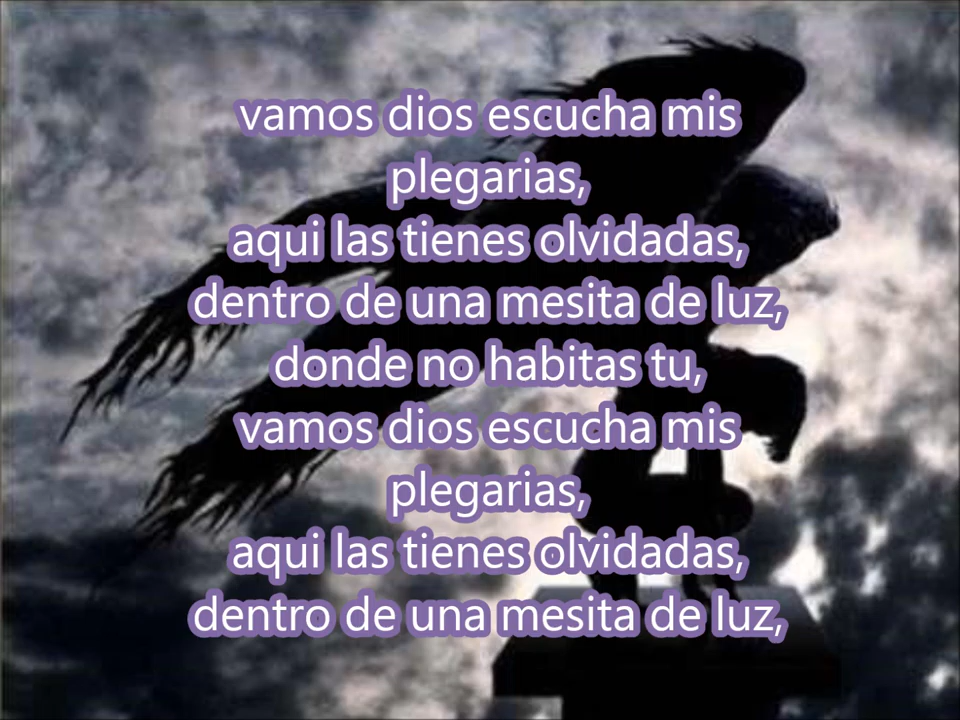 vamos dios escucha mis
plegarias,
aqui las tienes olvidadas,
dentro de una mesita de luz,
donde no habitas tu,
vamos dios escucha mis
plegarias,
aqui las tienes olvidadas,
dentro de una mesita de luz,